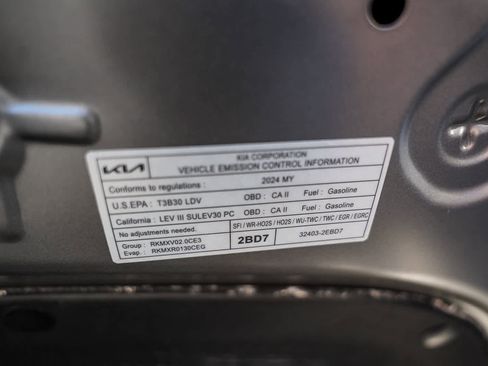 KIA
KIA CORPORATION
VEHICLE EMISSION CONTROL INFORMATION
Conforms to regulations : 2024 MY
U.S.EPA : T3B30 LDV OBD : CA II Fuel : Gasoline
California : LEV III SULEV30 PC OBD : CA II Fuel : Gasoline
No adjustments needed. SFI / WR-HO2S / HO2S / WU-TWC / TWC / EGR / EGRC
Group : RKMXV02.0CE3
Evap. : RKMXR0130CEG 2BD7 32403-2EBD7